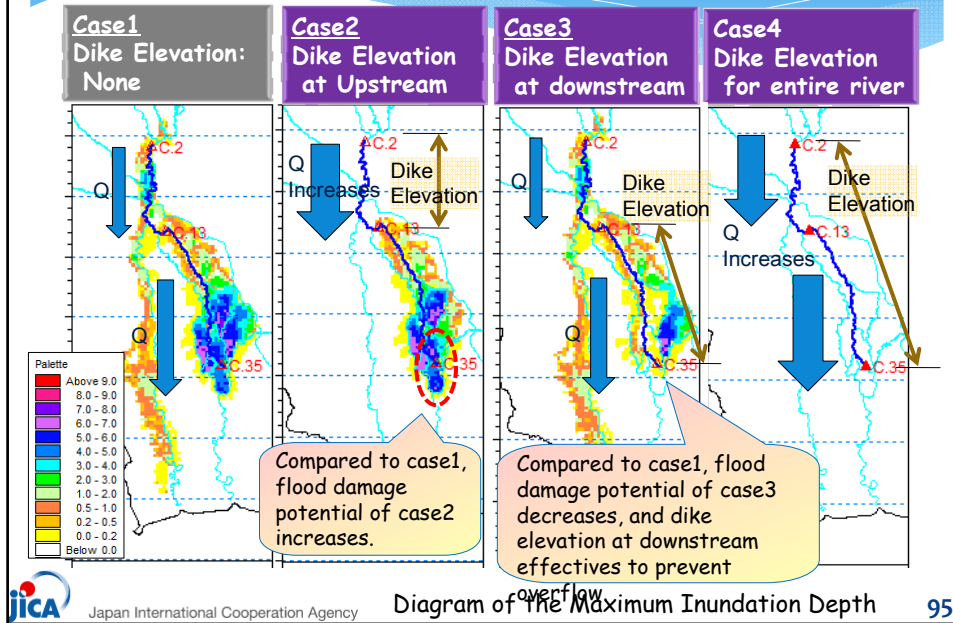 Case1
Dike Elevation:
None
Case2
Dike Elevation
at Upstream
Case3
Dike Elevation
at downstream
Case4
Dike Elevation
for entire river
C.2
Q
C.13
Q
C.35
C.2
Q
Increases
Dike
Elevation
C.13
C.35
C.2
Q
Dike
Elevation
C.13
Q
C.35
C.2
Dike
Elevation
C.13
Q
Increases
C.35
Palette
Above 9.0
8.0 - 9.0
7.0 - 8.0
6.0 - 7.0
5.0 - 6.0
4.0 - 5.0
3.0 - 4.0
2.0 - 3.0
1.0 - 2.0
0.5 - 1.0
0.2 - 0.5
0.0 - 0.2
Below 0.0
Compared to case1,
flood damage
potential of case2
increases.
Compared to case1, flood
damage potential of case3
decreases, and dike
elevation at downstream
effectives to prevent
overflow
jICA
Japan International Cooperation Agency
Diagram of the Maximum Inundation Depth
95